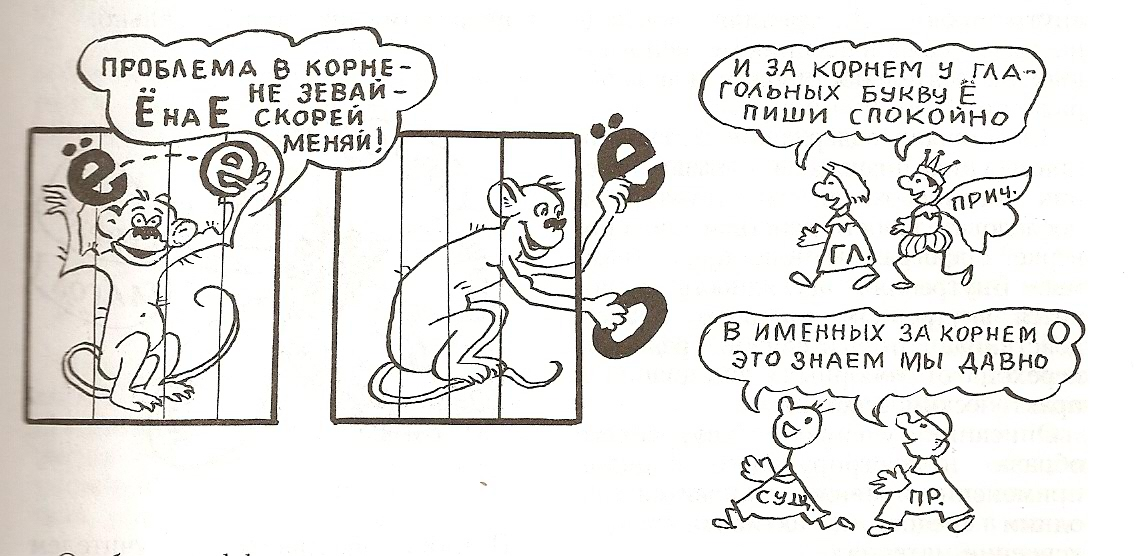 ПРОБЛЕМА В КОРНЕ-
НЕ ЗЕВАЙ-
Ё НА Е СКОРЕЙ
МЕНЯЙ!
ё е
ё
о
И ЗА КОРНЕМ У ГЛА-
ГОЛЬНЫХ БУКВУ Ё
ПИШИ СПОКОЙНО
ГЛ.
ПРИЧ.
В ИМЕННЫХ ЗА КОРНЕМ О
ЭТО ЗНАЕМ МЫ ДАВНО
СУЩ.
ПР.